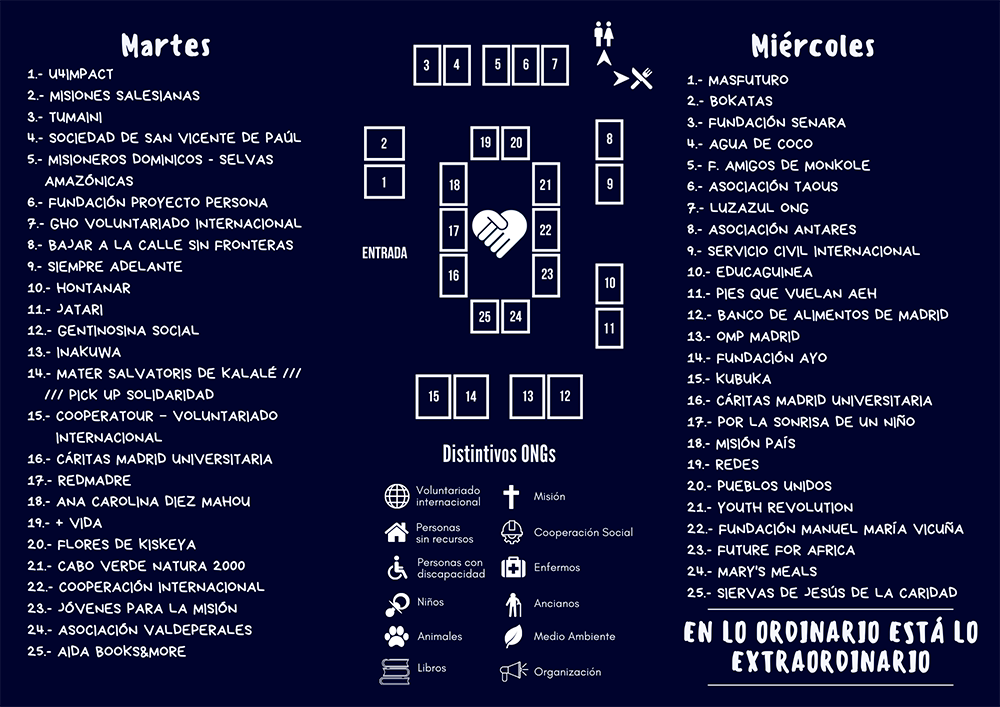 Martes
1.- U4IMPACT
2.- MISIONES SALESIANAS
3.- TUMAINI
4.- SOCIEDAD DE SAN VICENTE DE PAÚL
5.- MISIONEROS DOMINICOS - SELVAS
AMAZÓNICAS
6.- FUNDACIÓN PROYECTO PERSONA
7.- GHO VOLUNTARIADO INTERNACIONAL
8.- BAJAR A LA CALLE SIN FRONTERAS
9.- SIEMPRE ADELANTE
10.- HONTANAR
11.- JATARI
12.- GENTINOSINA SOCIAL
13.- INAKUWA
14.- MATER SALVATORIS DE KALALÉ ///
/// PICK UP SOLIDARIDAD
15.- COOPERATOUR – VOLUNTARIADO
INTERNACIONAL
16.- CÁRITAS MADRID UNIVERSITARIA
17.- REDMADRE
18.- ANA CAROLINA DIEZ MAHOU
19.- + VIDA
20.- FLORES DE KISKEYA
21.- CABO VERDE NATURA 2000
22.- COOPERACIÓN INTERNACIONAL
23.- JÓVENES PARA LA MISIÓN
24.- ASOCIACIÓN VALDEPERALES
25.- AIDA BOOKS&MORE
3 4 5 6 7
2 19 20 8
1 18 21 9
17 22
ENTRADA
16 23 10
25 24 11
15 14 13 12
Distintivos ONGs
Voluntariado
internacional
Misión
Personas
sin recursos
Cooperación Social
Personas con
discapacidad
Enfermos
Niños
Ancianos
Animales
Medio Ambiente
Libros
Organización
Miércoles
1.- MASFUTURO
2.- BOKATAS
3.- FUNDACIÓN SENARA
4.- AGUA DE COCO
5.- F. AMIGOS DE MONKOLE
6.- ASOCIACIÓN TAOUS
7.- LUZAZUL ONG
8.- ASOCIACIÓN ANTARES
9.- SERVICIO CIVIL INTERNACIONAL
10.- EDUCAGUINEA
11.- PIES QUE VUELAN AEH
12.- BANCO DE ALIMENTOS DE MADRID
13.- OMP MADRID
14.- FUNDACIÓN AYO
15.- KUBUKA
16.- CÁRITAS MADRID UNIVERSITARIA
17.- POR LA SONRISA DE UN NIÑO
18.- MISIÓN PAÍS
19.- REDES
20.- PUEBLOS UNIDOS
21.- YOUTH REVOLUTION
22.- FUNDACIÓN MANUEL MARÍA VICUÑA
23.- FUTURE FOR AFRICA
24.- MARY'S MEALS
25.- SIERVAS DE JESÚS DE LA CARIDAD
EN LO ORDINARIO ESTÁ LO
EXTRAORDINARIO